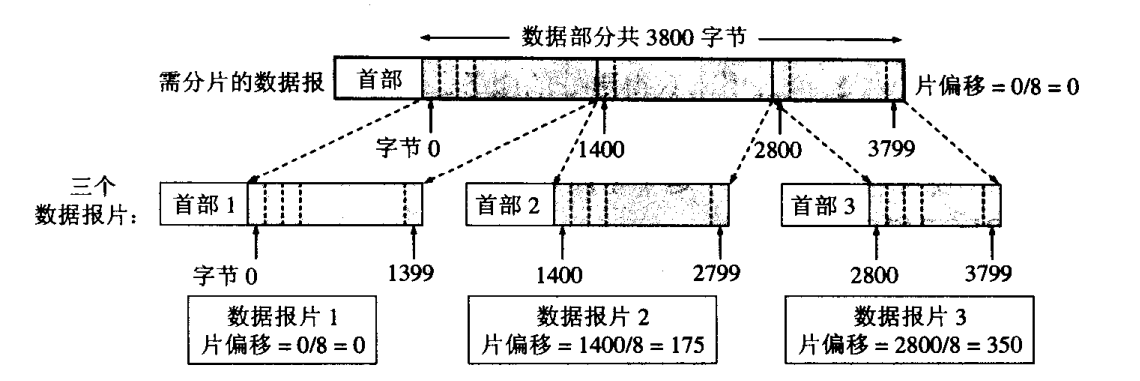 数据部分共 3800 字节
需分片的数据报
首部
片偏移 = 0/8 = 0
字节 0
1400
2800
3799
三个
数据报片:
首部 1
首部 2
首部 3
字节 0
1399
1400
2799
2800
3799
数据报片 1
片偏移 = 0/8 = 0
数据报片 2
片偏移 = 1400/8 = 175
数据报片 3
片偏移 = 2800/8 = 350